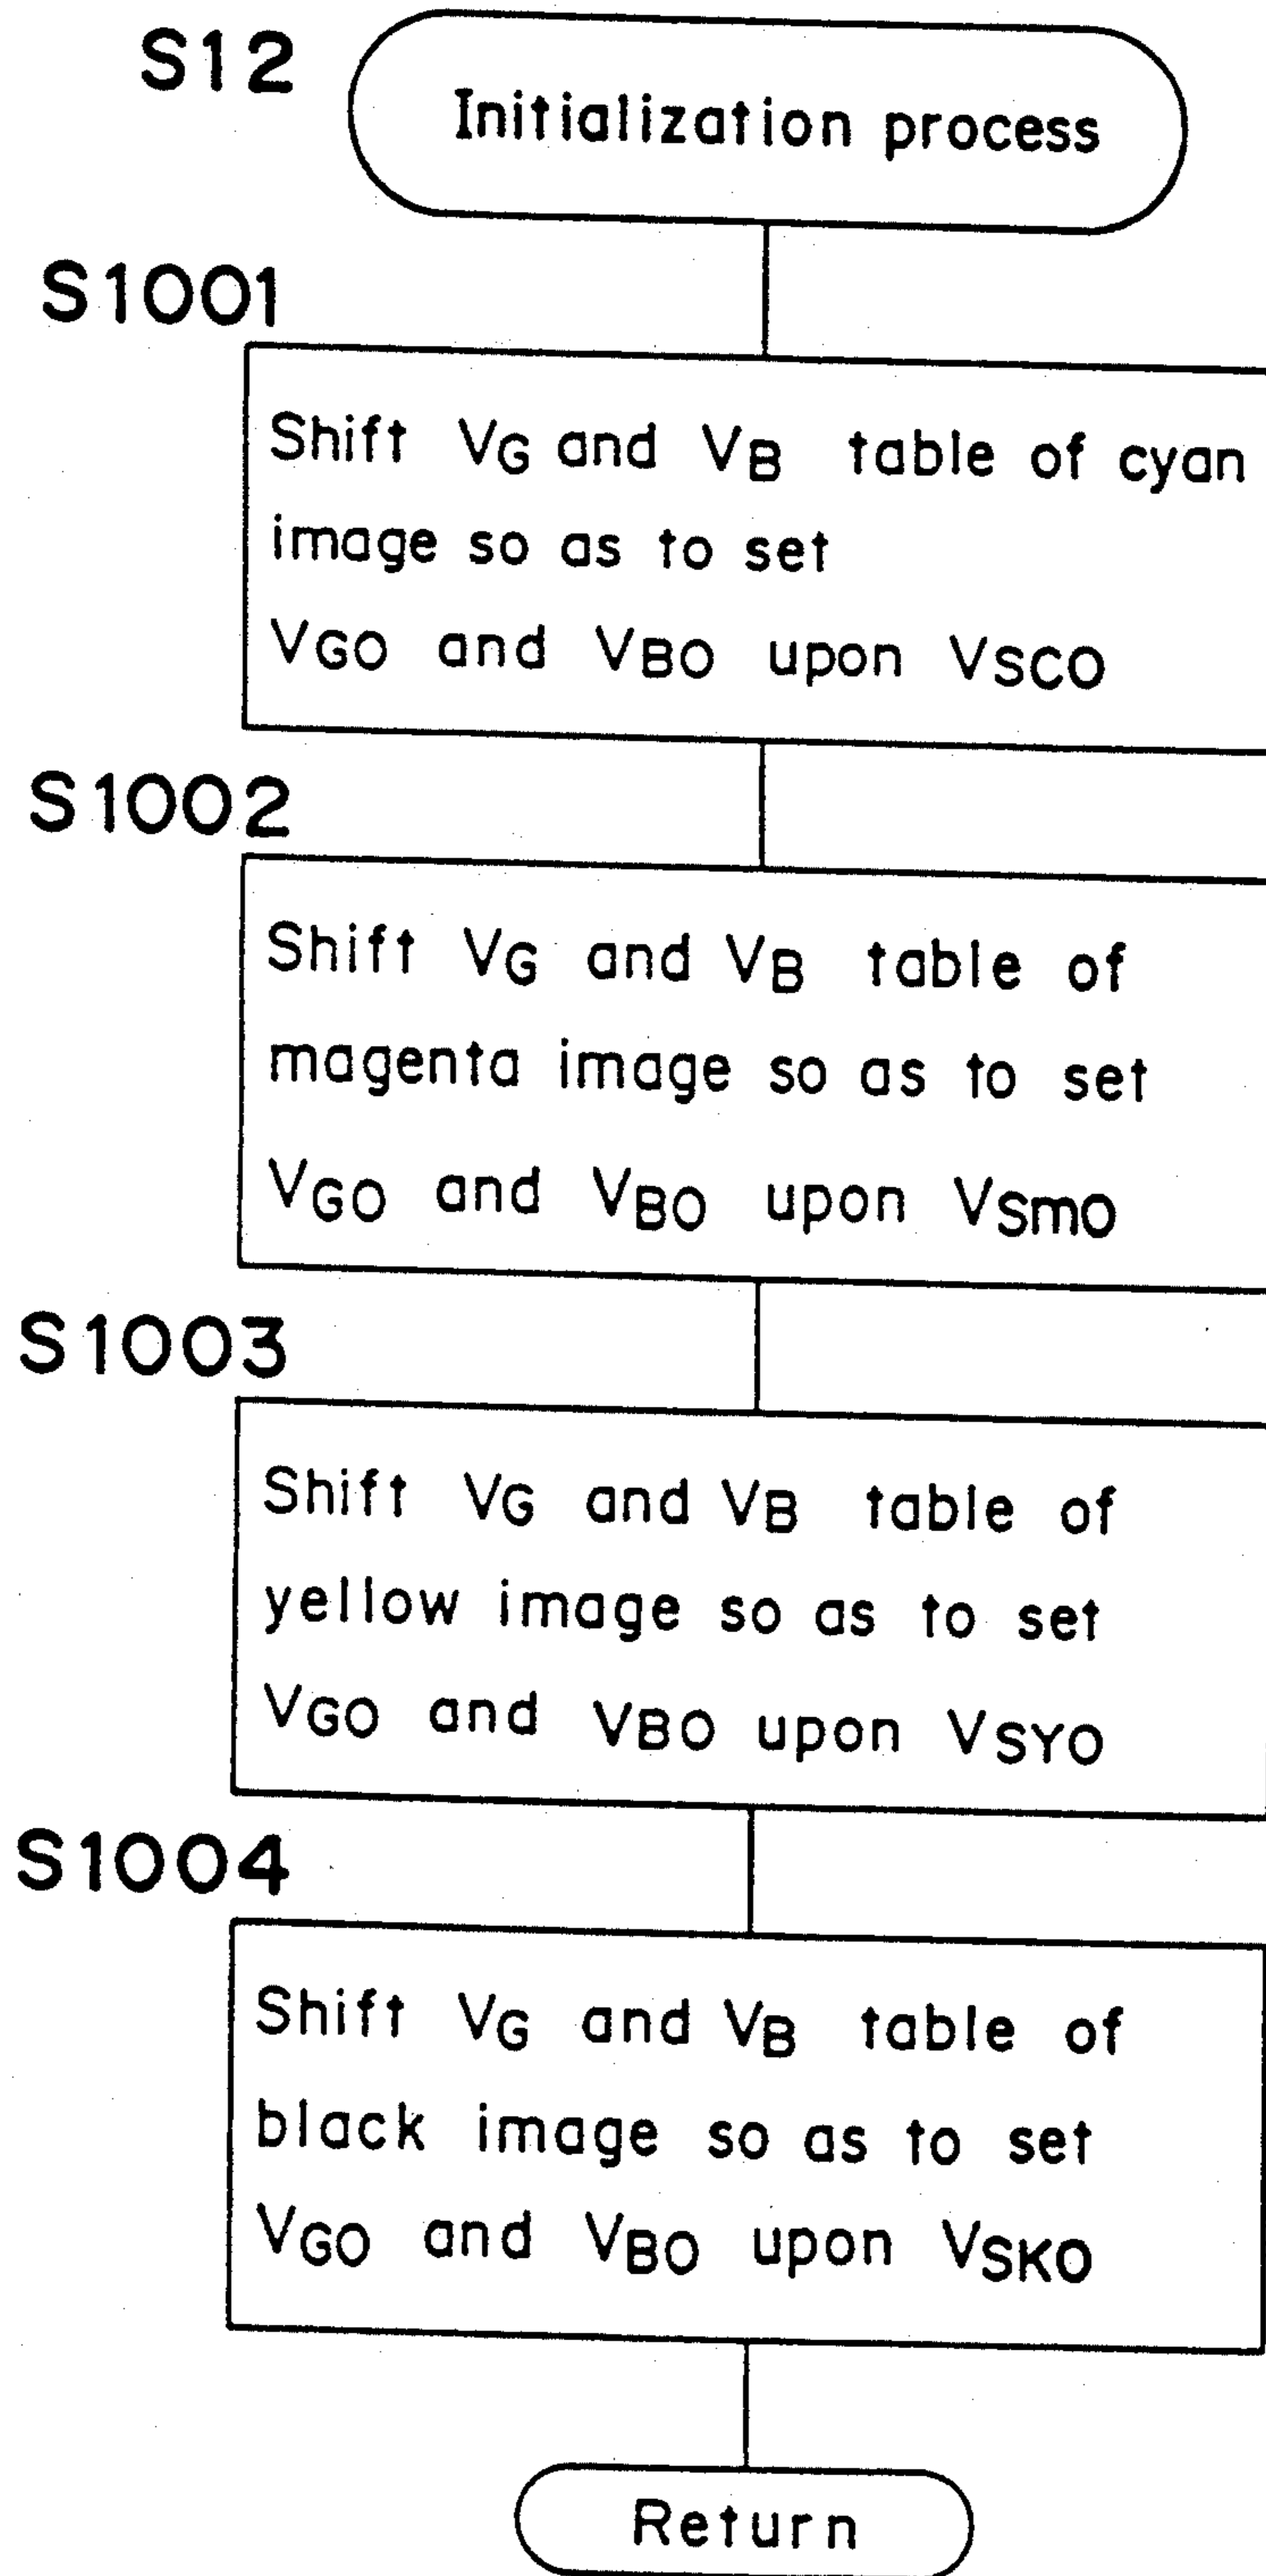 S12
Initialization process
S1001
Shift VG and VB table of cyan
image so as to set
VGO and VBO upon VSCO
S1002
Shift VG and VB table of
magenta image so as to set
VGO and VBO upon VSmO
S1003
Shift VG and VB table of
yellow image so as to set
VGO and VBO upon VSYO
S1004
Shift VG and VB table of
black image so as to set
VGO and VBO upon VSKO
Return